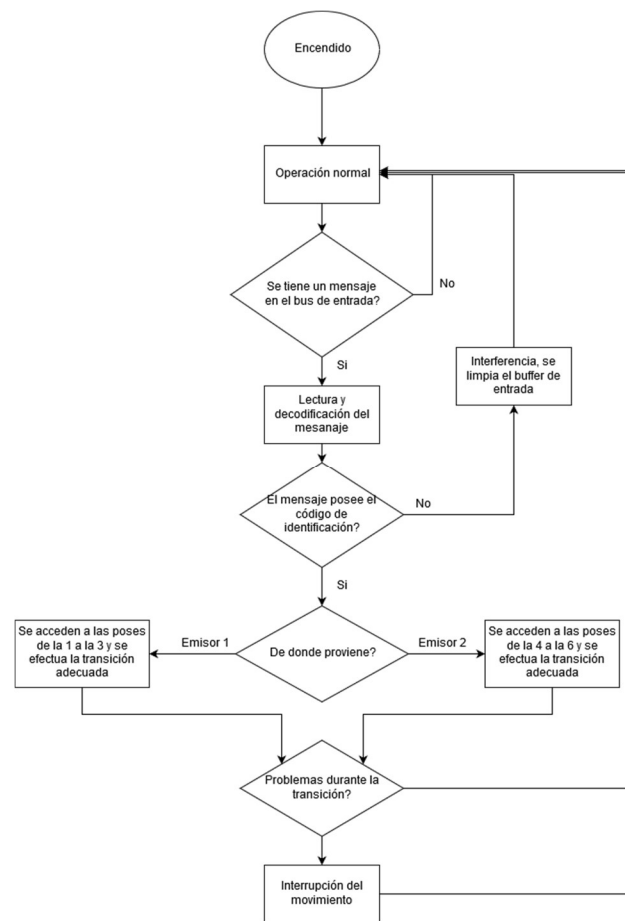 Encendido
Operación normal
Se tiene un mensaje
en el bus de entrada?
No
Si
Interferencia, se
limpia el buffer de
entrada
Lectura y
decodificación del
mesanaje
El mensaje posee el
código de
identificación?
No
Si
Se acceden a las poses
de la 1 a la 3 y se
efectua la transición
adecuada
Emisor 1
De donde proviene?
Emisor 2
Se acceden a las poses
de la 4 a la 6 y se
efectua la transición
adecuada
Problemas durante la
transición?
Interrupción del
movimiento